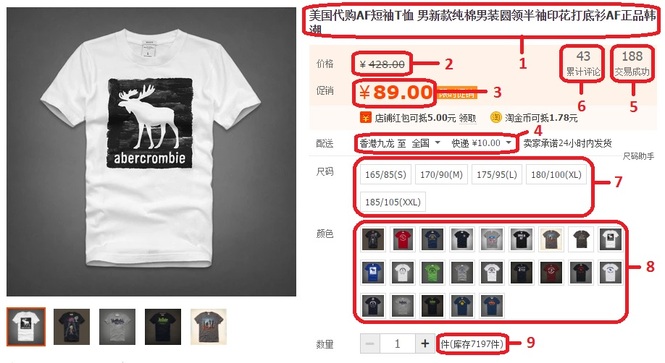 美国代购AF短袖T恤 男新款纯棉男装圆领半袖印花打底衫AF正品韩
潮
1
价格
¥ 428.00
2
43
累计评论
6
188
交易成功
5
促销
¥89.00
3
店铺红包可抵5.00元 领取
淘金币可抵1.78元
4
配送
香港九龙 至 全国
快递 ¥10.00
卖家承诺24小时内发货
尺码助手
尺码
165/85(S)
170/90(M)
175/95(L)
180/100(XL)
185/105(XXL)
7
颜色
8
数量
1
件(库存7197件)
9
abercrombie